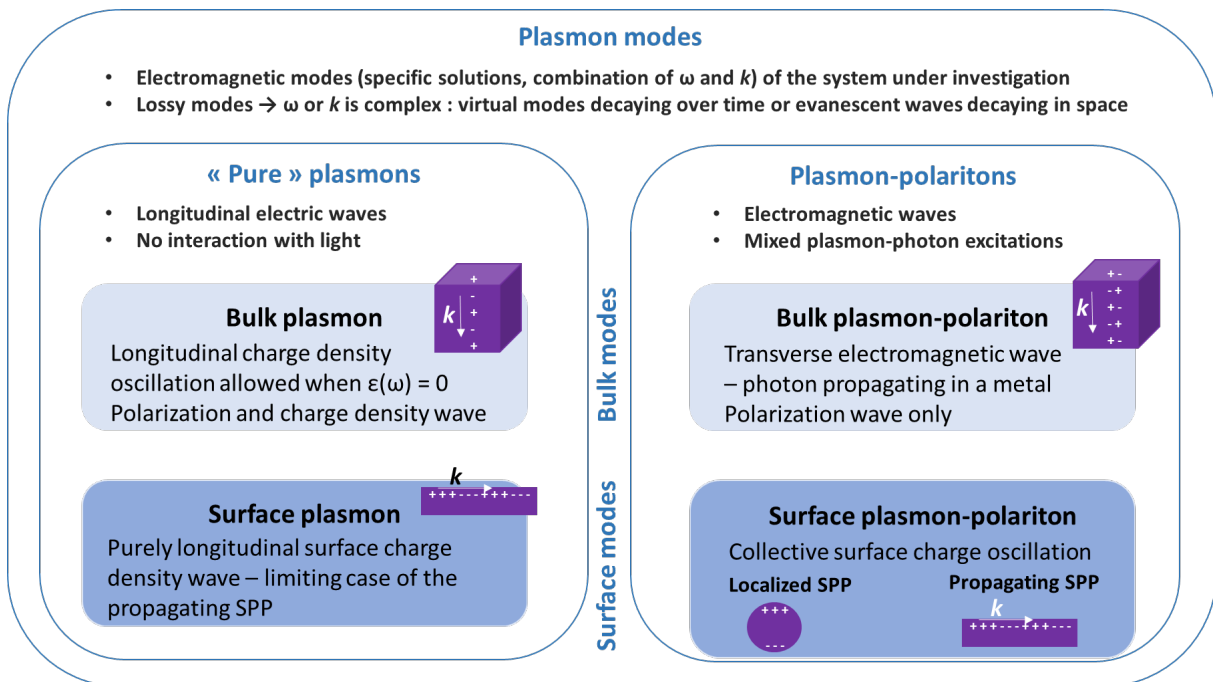 Plasmon modes
• Electromagnetic modes (specific solutions, combination of ω and k) of the system under investigation
• Lossy modes → ω or k is complex : virtual modes decaying over time or evanescent waves decaying in space
« Pure » plasmons
• Longitudinal electric waves
• No interaction with light
+
-
k
+
-
+
Bulk plasmon
Longitudinal charge density
oscillation allowed when ε(ω) = 0
Polarization and charge density wave
k
+++---+++---
Surface plasmon
Purely longitudinal surface charge
density wave – limiting case of the
propagating SPP
Bulk modes
Surface modes
Plasmon-polaritons
• Electromagnetic waves
• Mixed plasmon-photon excitations
+ -
- +
k
+ -
- +
+ -
Bulk plasmon-polariton
Transverse electromagnetic wave
– photon propagating in a metal
Polarization wave only
Surface plasmon-polariton
Collective surface charge oscillation
Localized SPP
+++
---
Propagating SPP
k
+++---+++---